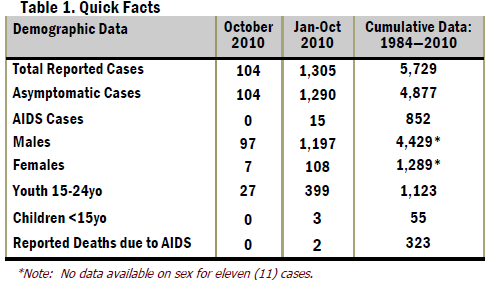 Table 1. Quick Facts
Demographic Data October 2010 Jan-Oct 2010 Cumulative Data: 1984—2010
Total Reported Cases 104 1,305 5,729
Asymptomatic Cases 104 1,290 4,877
AIDS Cases 0 15 852
Males 97 1,197 4,429*
Females 7 108 1,289*
Youth 15-24yo 27 399 1,123
Children <15yo 0 3 55
Reported Deaths due to AIDS 0 2 323
*Note: No data available on sex for eleven (11) cases.